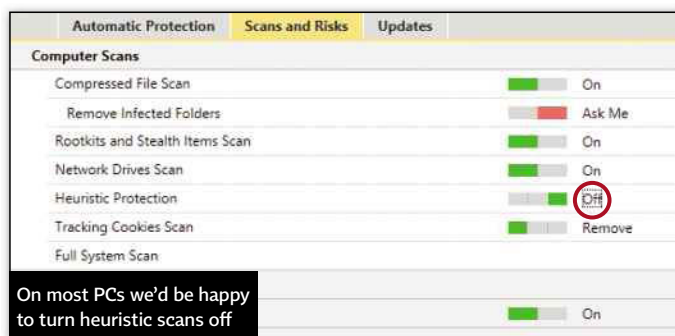 Automatic Protection Scans and Risks Updates
Computer Scans
Compressed File Scan On
Remove Infected Folders Ask Me
Rootkits and Stealth Items Scan On
Network Drives Scan On
Heuristic Protection Off
Tracking Cookies Scan Remove
Full System Scan
On most PCs we'd be happy
to turn heuristic scans off
On